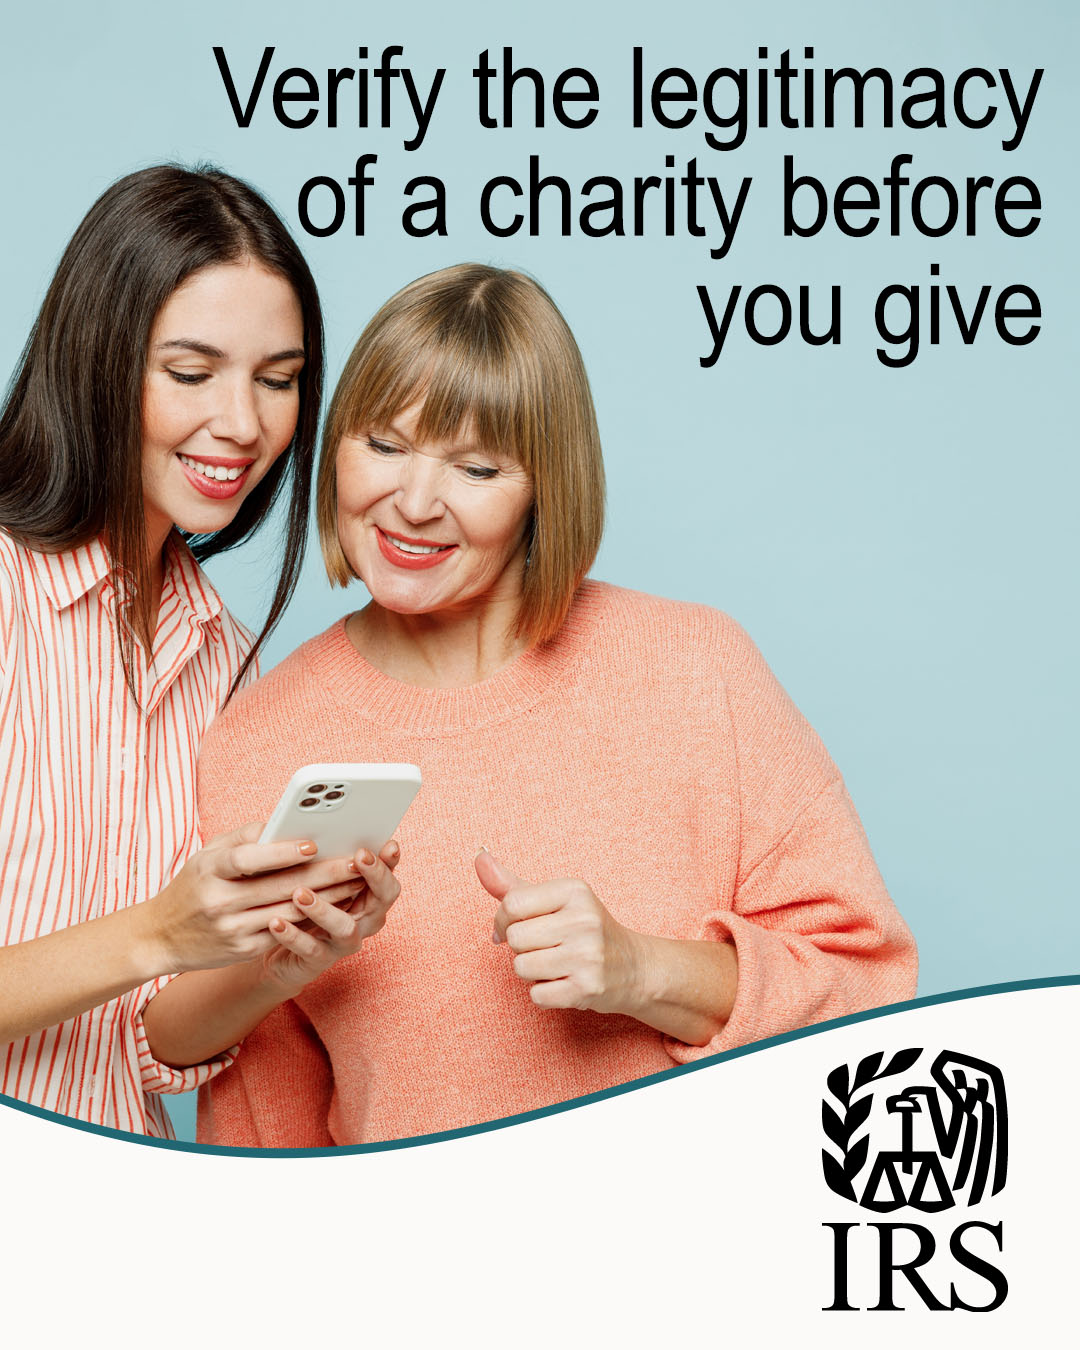 Verify the legitimacy
of a charity before
you give
IRS